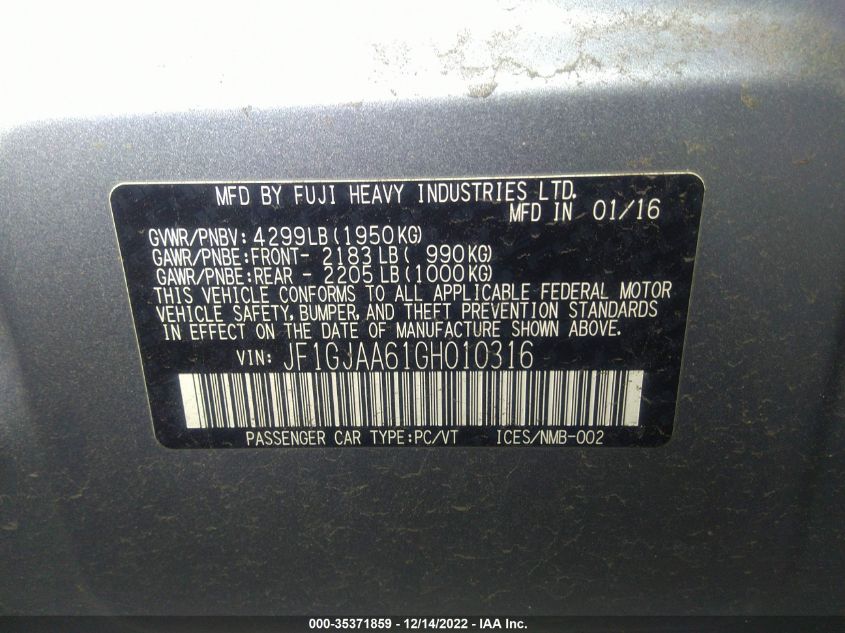 MFD BY FUJI HEAVY INDUSTRIES LTD.
MFD IN 01/16
GVWR/PNBV: 4299LB(1950KG)
GAWR/PNBE:FRONT- 2183LB( 990KG)
GAWR/PNBE:REAR - 2205LB(1000KG)
THIS VEHICLE CONFORMS TO ALL APPLICABLE FEDERAL MOTOR
VEHICLE SAFETY, BUMPER, AND THEFT PREVENTION STANDARDS
IN EFFECT ON THE DATE OF MANUFACTURE SHOWN ABOVE.
VIN: JF1GJAA61GH010316
PASSENGER CAR TYPE:PC/VT ICES/NMB-002
000-35371859 - 12/14/2022 - IAA Inc.